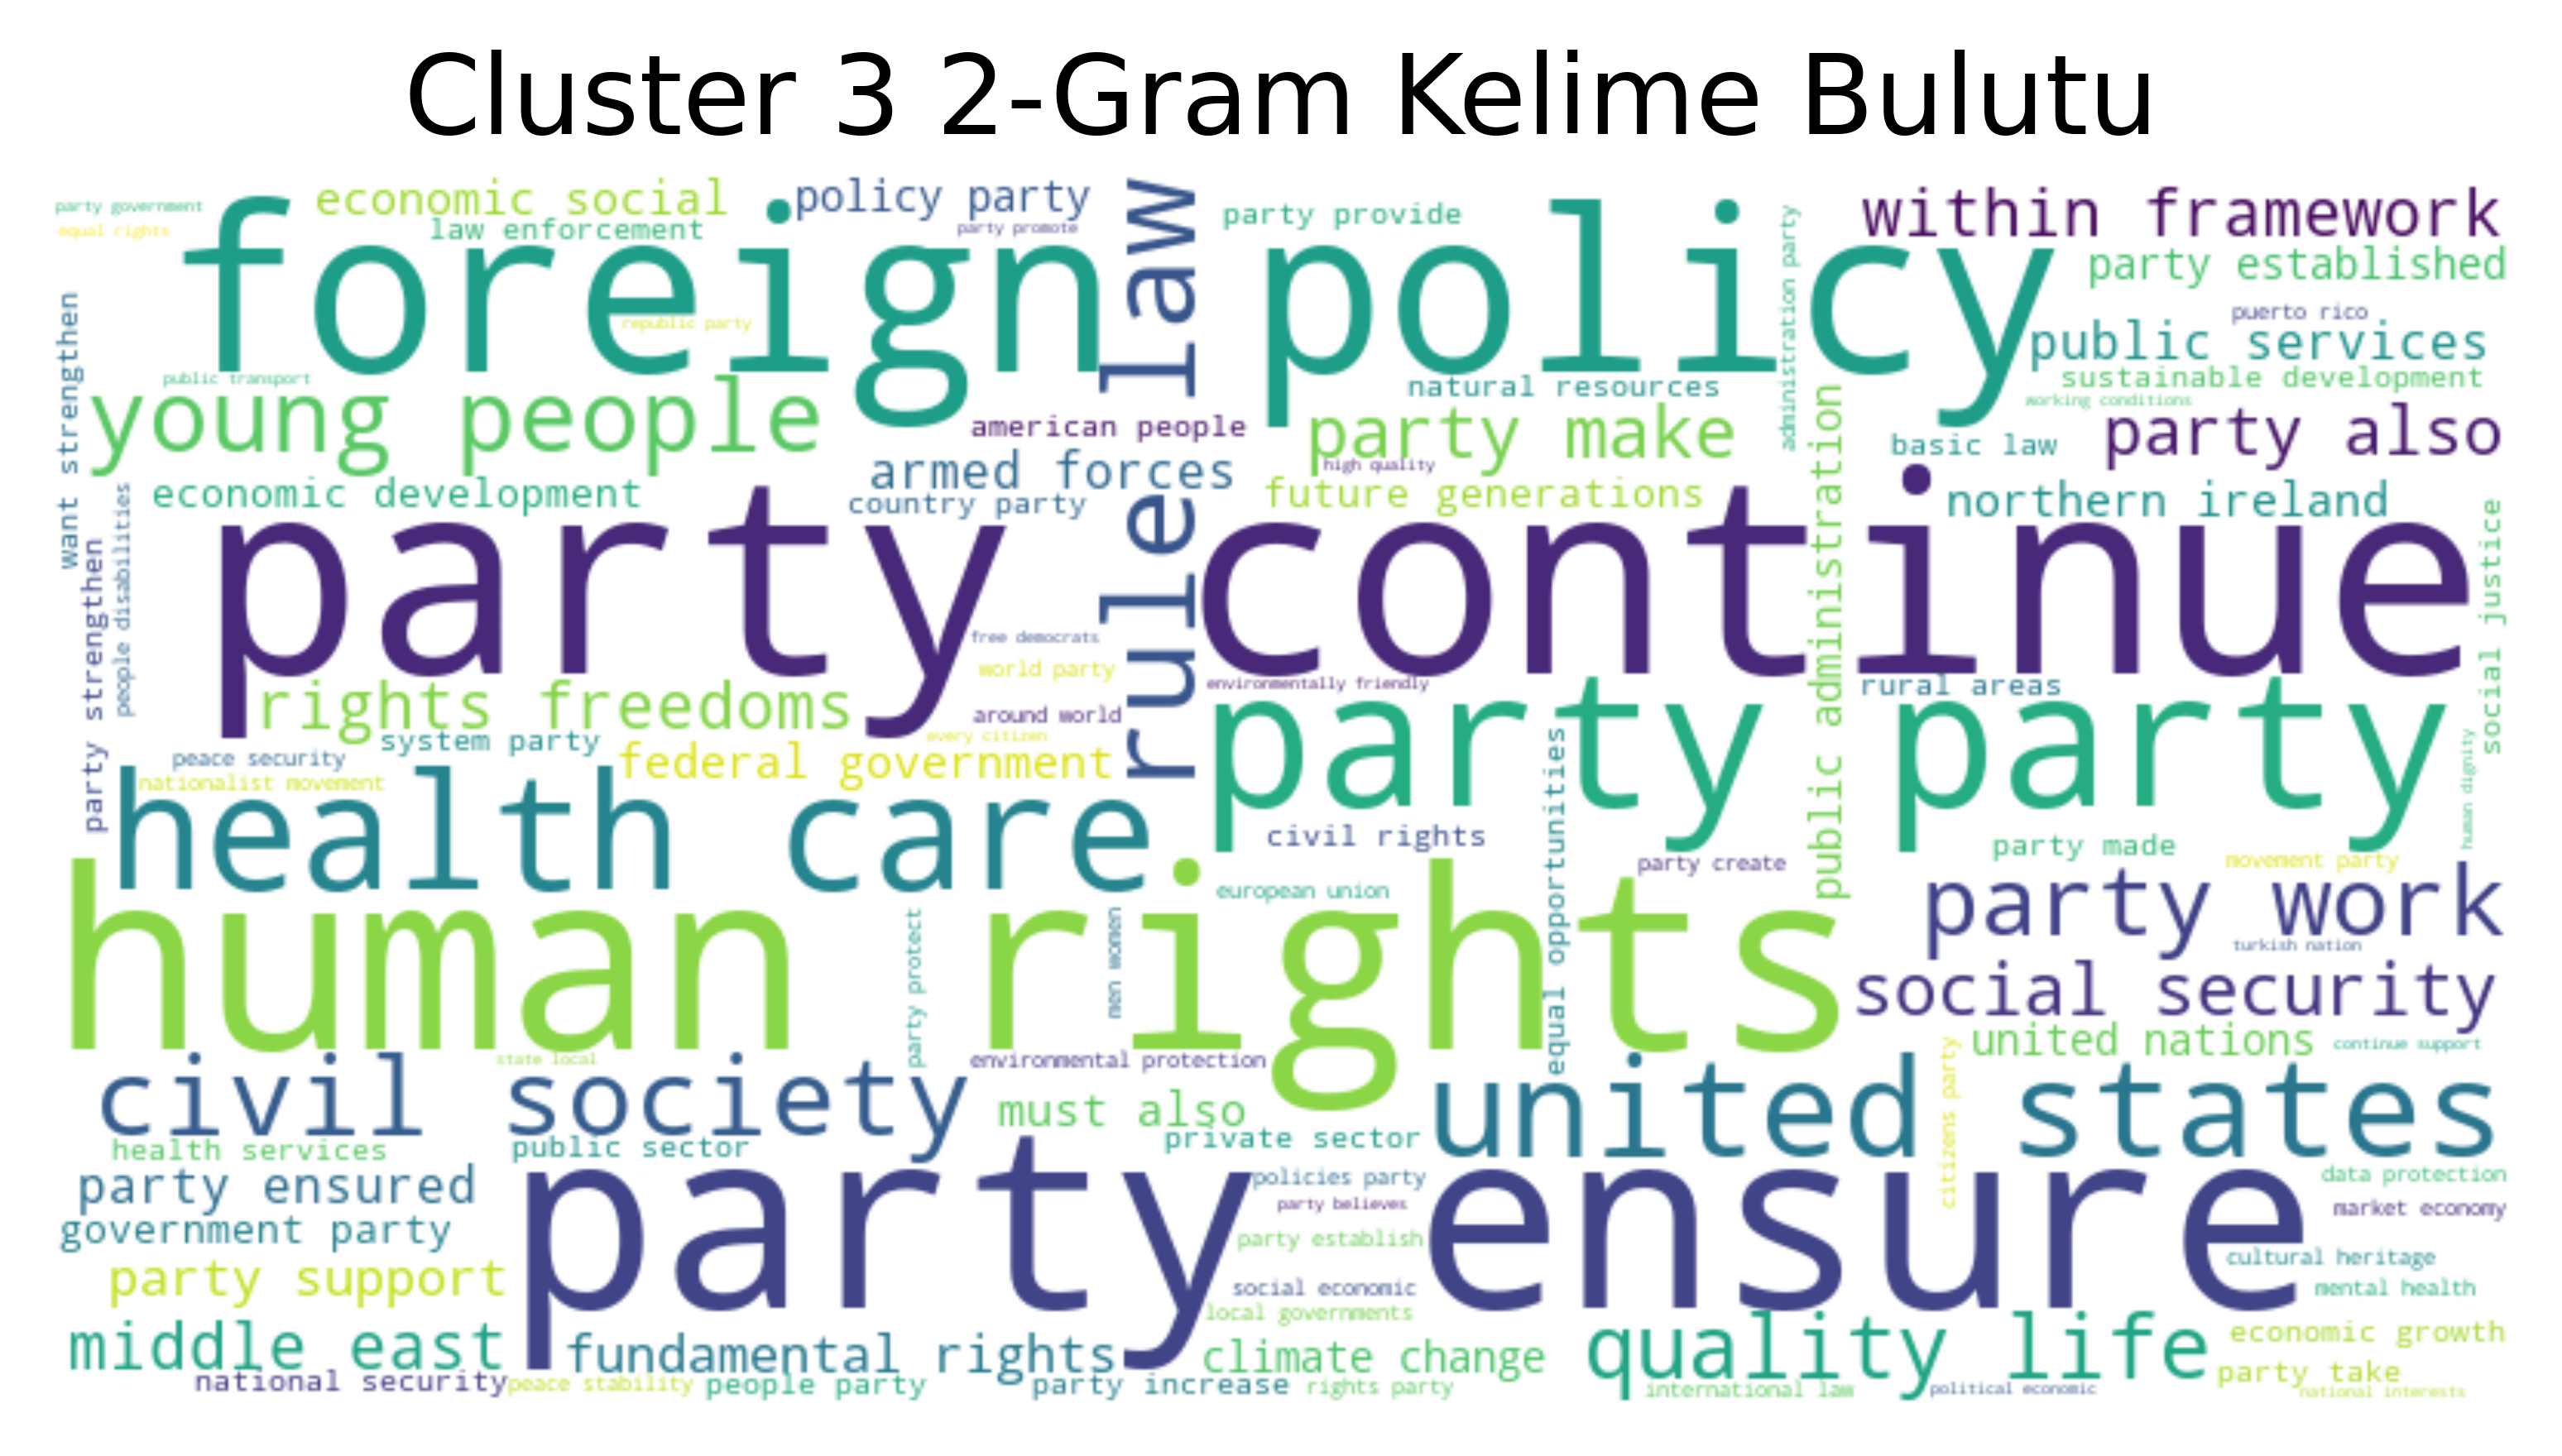 Cluster 3 2-Gram Kelime Bulutu
party government
economic social
policy party
equal rights
law enforcement
party promote
foreign policy
rule law
party provide
administration party
within framework
party established
republic party
puerto rico
public services
want strengthen
public transport
young people
natural resources
sustainable development
working conditions
american people
party make
basic law
party also
armed forces
high quality
economic development
country party
future generations
public administration
northern ireland
people disabilities
party strengthen
party continue
social justice
free democrats
world party
environmentally friendly
rural areas
rights freedoms
around world
every citizen
system party
party party
peace security
federal government
nationalist movement
human dignity
health care
civil rights
equal opportunities
party made
party create
movement party
european union
party work
human rights
party protect
men women
turkish nation
social security
state local
environmental protection
united nations
continue support
citizens party
civil society
must also
united states
health services
public sector
private sector
party ensured
policies party
data protection
party believes
market economy
government party
party establish
party ensure
cultural heritage
party support
social economic
mental health
local governments
middle east
fundamental rights
climate change
quality life
economic growth
party take
national security
peace stability
people party
party increase
rights party
international law
political economic
national interests